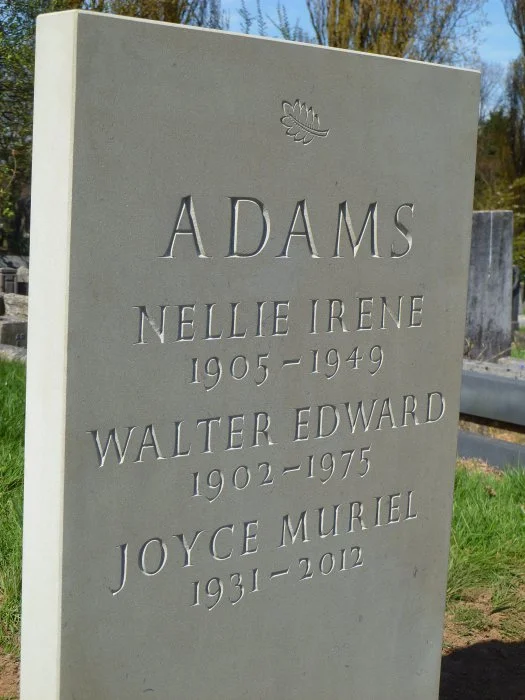 ADAMS
NELLIE IRENE
1905–1949
WALTER EDWARD
1902–1975
JOYCE MURIEL
1931–2012